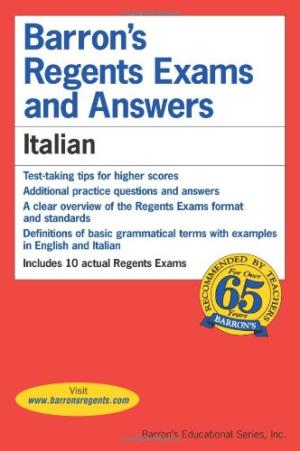 Barron's
Regents Exams
and Answers
Italian
Test-taking tips for higher scores
Additional practice questions and answers
A clear overview of the Regents Exams format
and standards
Definitions of basic grammatical terms with examples
in English and Italian
Includes 10 actual Regents Exams
RECOMMENDED BY TEACHERS
For Over
65
Years
BARRON'S
Visit
www.barronsregents.com
Barron's Educational Series, Inc.